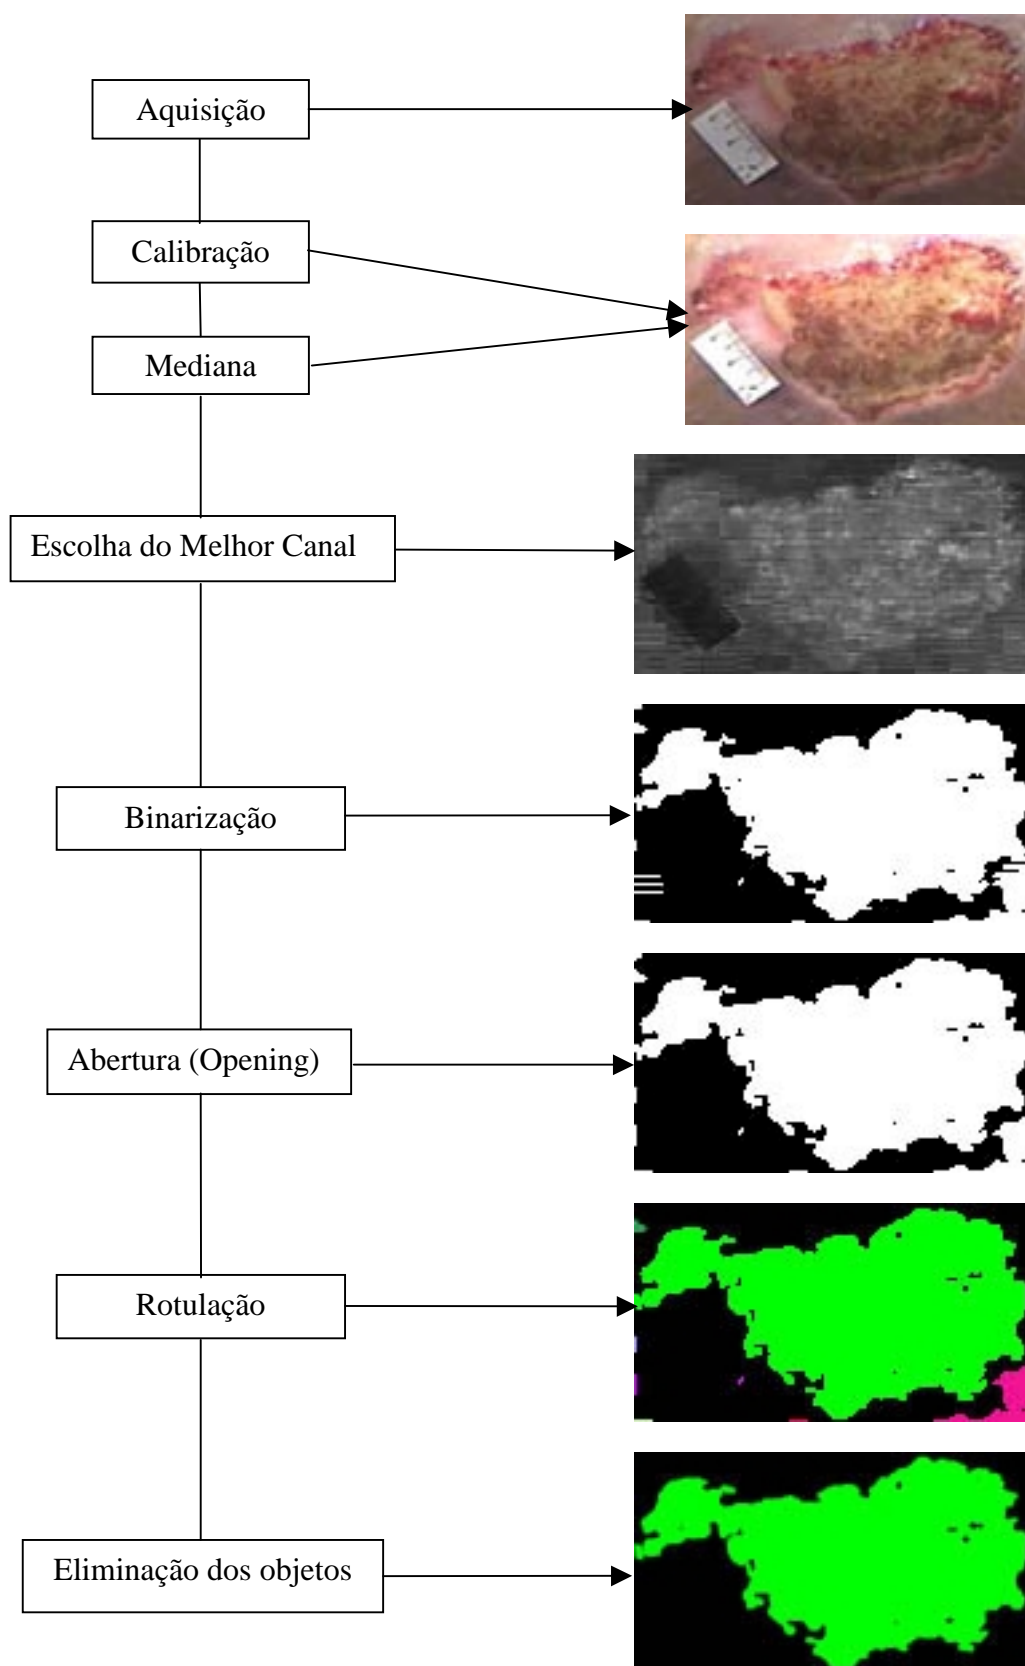 Aquisição
Calibração
Mediana
Escolha do Melhor Canal
Binarização
Abertura (Opening)
Rotulação
Eliminação dos objetos